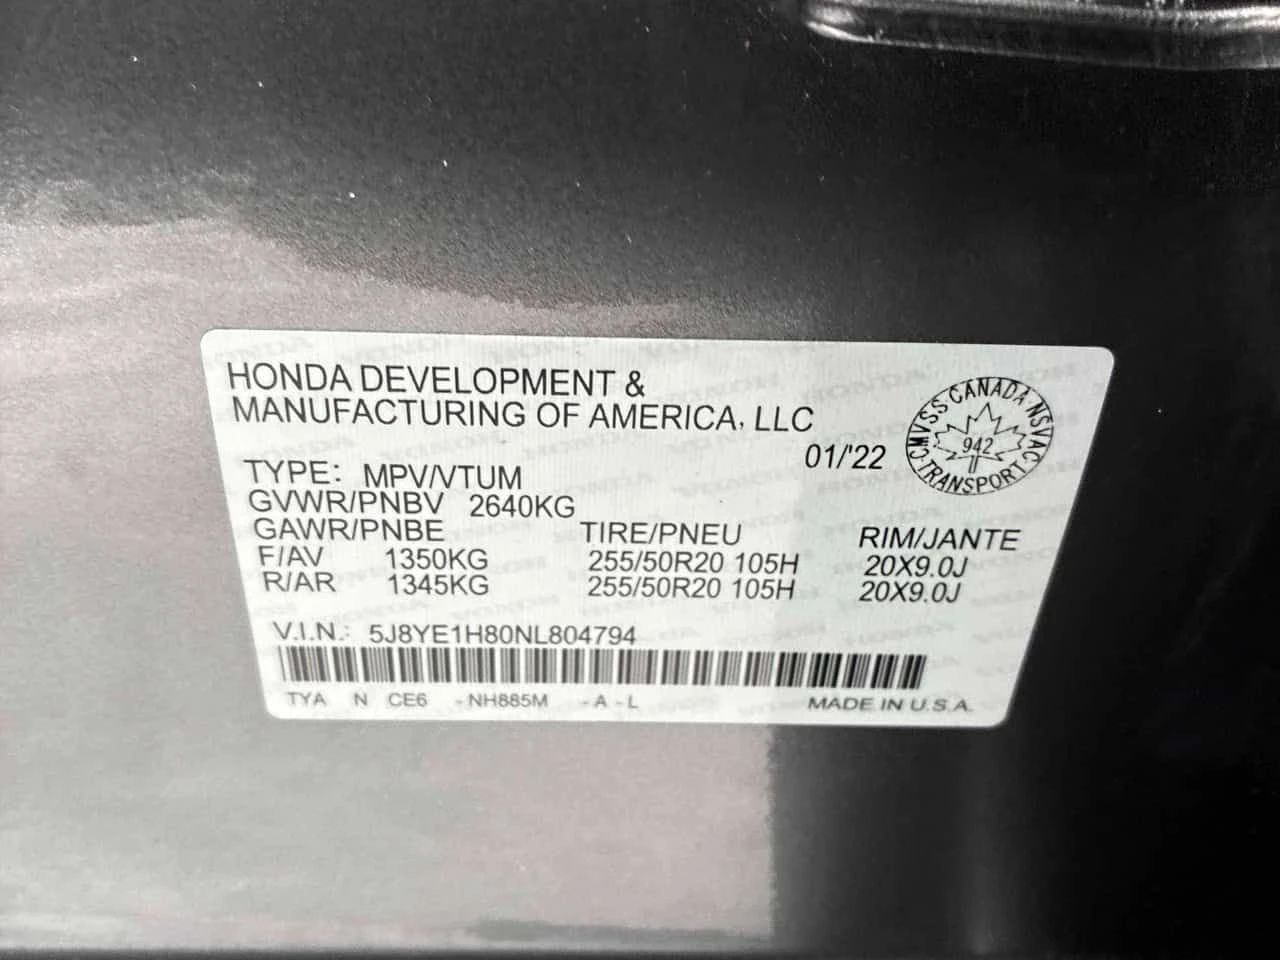 HONDA DEVELOPMENT &
MANUFACTURING OF AMERICA, LLC
01/'22
CMVSS CANADA NSVAC
942
TRANSPORT
TYPE: MPV/VTUM
GVWR/PNBV 2640KG
GAWR/PNBE TIRE/PNEU RIM/JANTE
F/AV 1350KG 255/50R20 105H 20X9.0J
R/AR 1345KG 255/50R20 105H 20X9.0J
V.I.N.: 5J8YE1H80NL804794
TYA N CE6 -NH885M -A -L MADE IN U.S.A.